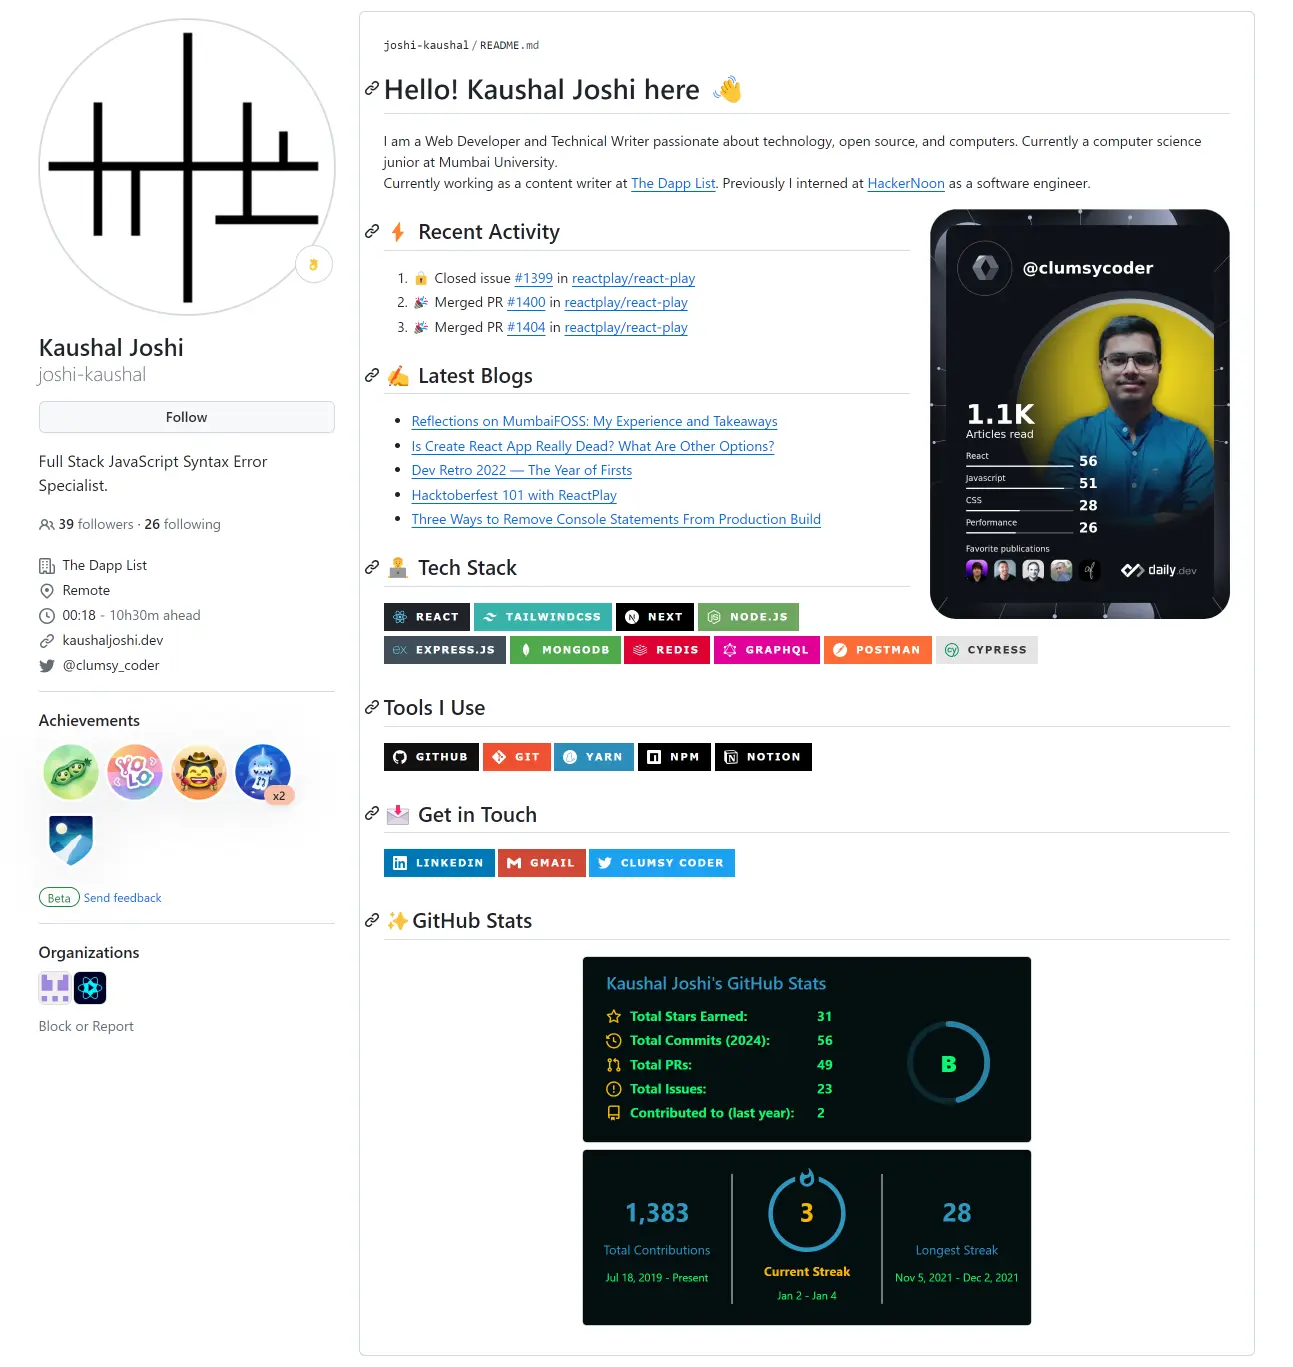 Kaushal Joshi
joshi-kaushal
Follow
Full Stack JavaScript Syntax Error
Specialist.
39 followers · 26 following
The Dapp List
Remote
00:18 - 10h30m ahead
kaushaljoshi.dev
@clumsy_coder
Achievements
YOLO
x2
Beta Send feedback
Organizations
Block or Report
joshi-kaushal / README.md
Hello! Kaushal Joshi here 👋
I am a Web Developer and Technical Writer passionate about technology, open source, and computers. Currently a computer science
junior at Mumbai University.
Currently working as a content writer at The Dapp List. Previously I interned at HackerNoon as a software engineer.
⚡ Recent Activity
1. 🔒 Closed issue #1399 in reactplay/react-play
2. 🎉 Merged PR #1400 in reactplay/react-play
3. 🎉 Merged PR #1404 in reactplay/react-play
✍️ Latest Blogs
• Reflections on MumbaiFOSS: My Experience and Takeaways
• Is Create React App Really Dead? What Are Other Options?
• Dev Retro 2022 — The Year of Firsts
• Hacktoberfest 101 with ReactPlay
• Three Ways to Remove Console Statements From Production Build
@clumsycoder
1.1K
Articles read
React 56
Javascript 51
CSS 28
Performance 26
Favorite publications
daily.dev
🧑‍💻 Tech Stack
REACT TAILWINDCSS NEXT NODE.JS
EXPRESS.JS MONGODB REDIS GRAPHQL POSTMAN CYPRESS
Tools I Use
GITHUB GIT YARN NPM NOTION
📩 Get in Touch
LINKEDIN GMAIL CLUMSY CODER
✨GitHub Stats
Kaushal Joshi's GitHub Stats
Total Stars Earned: 31
Total Commits (2024): 56
Total PRs: 49
Total Issues: 23
Contributed to (last year): 2
B
1,383
Total Contributions
Jul 18, 2019 - Present
3
Current Streak
Jan 2 - Jan 4
28
Longest Streak
Nov 5, 2021 - Dec 2, 2021